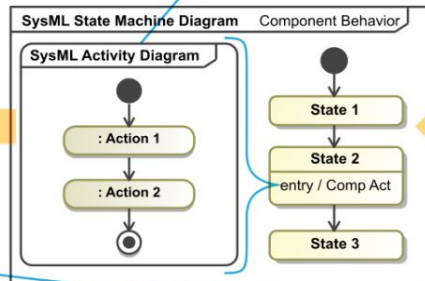 SysML State Machine Diagram Component Behavior
SysML Activity Diagram
: Action 1
: Action 2
State 1
State 2
entry / Comp Act
State 3